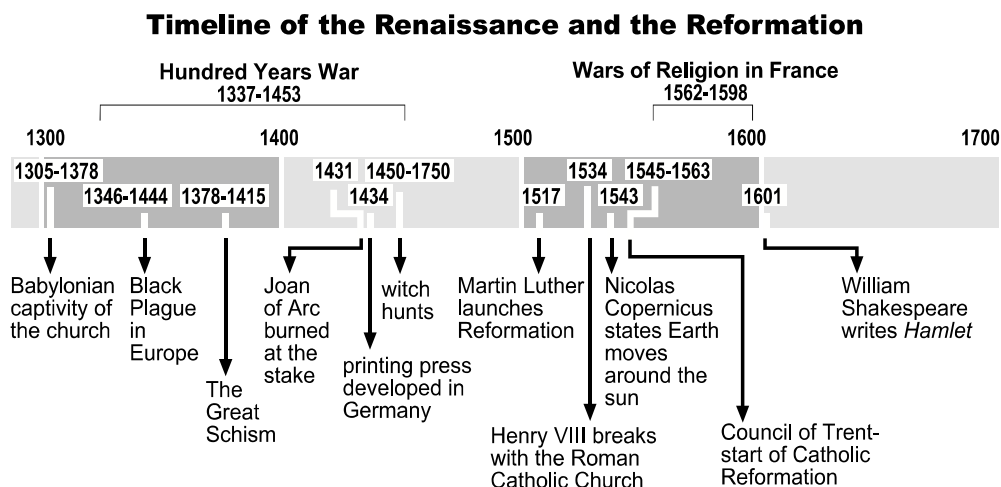 Timeline of the Renaissance and the Reformation
Hundred Years War
1337-1453
Wars of Religion in France
1562-1598
1300
1400
1500
1600
1700
1305-1378
1431
1450-1750
1534
1545-1563
1346-1444
1378-1415
1434
1517
1543
1601
Babylonian
captivity of
the church
Black
Plague
in
Europe
The
Great
Schism
Joan
of Arc
burned
at the
stake
printing press
developed in
Germany
witch
hunts
Martin Luther
launches
Reformation
Henry VIII breaks
with the Roman
Catholic Church
Nicolas
Copernicus
states Earth
moves
around the
sun
Council of Trent-
start of Catholic
Reformation
William
Shakespeare
writes Hamlet